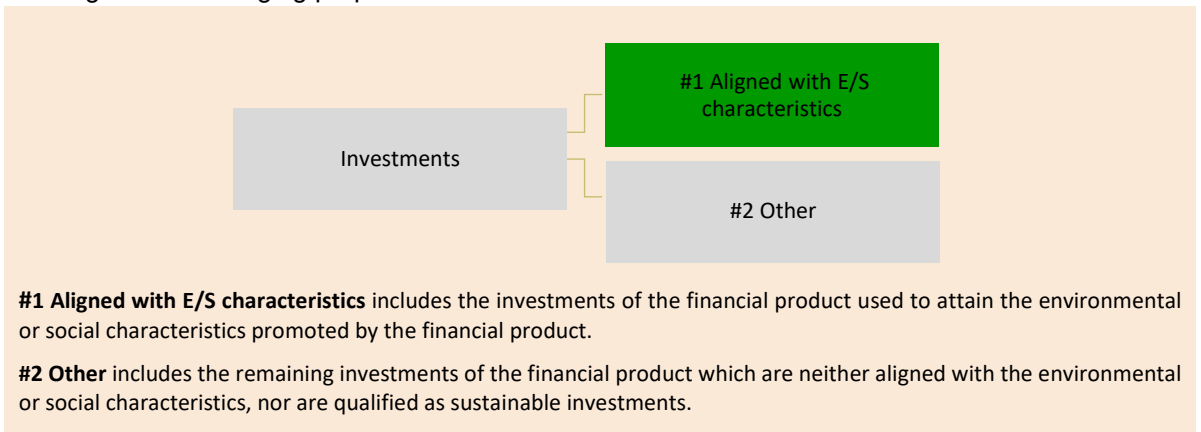 #1 Aligned with E/S
characteristics
Investments
#2 Other
#1 Aligned with E/S characteristics includes the investments of the financial product used to attain the environmental
or social characteristics promoted by the financial product.
#2 Other includes the remaining investments of the financial product which are neither aligned with the environmental
or social characteristics, nor are qualified as sustainable investments.